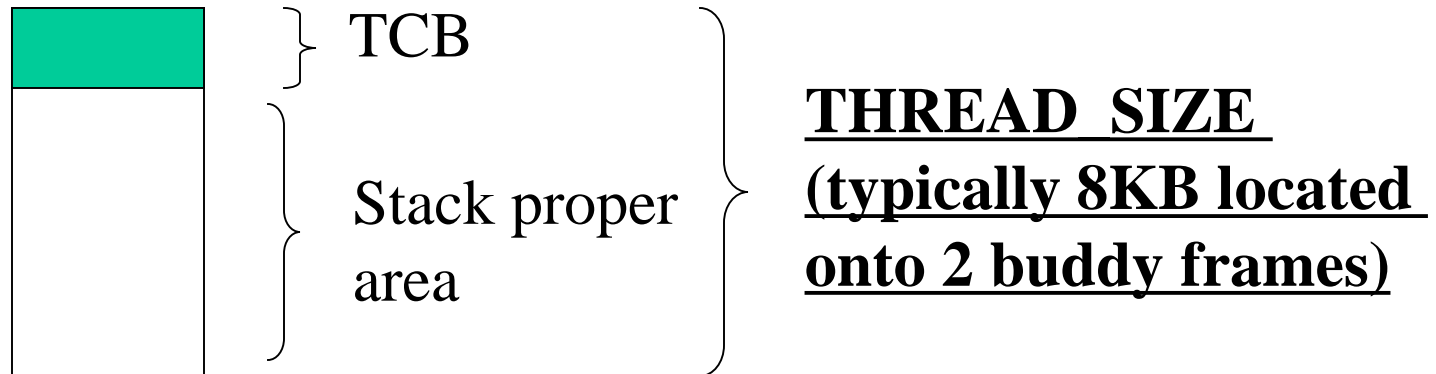 TCB
Stack proper
area
THREAD_SIZE
(typically 8KB located
onto 2 buddy frames)